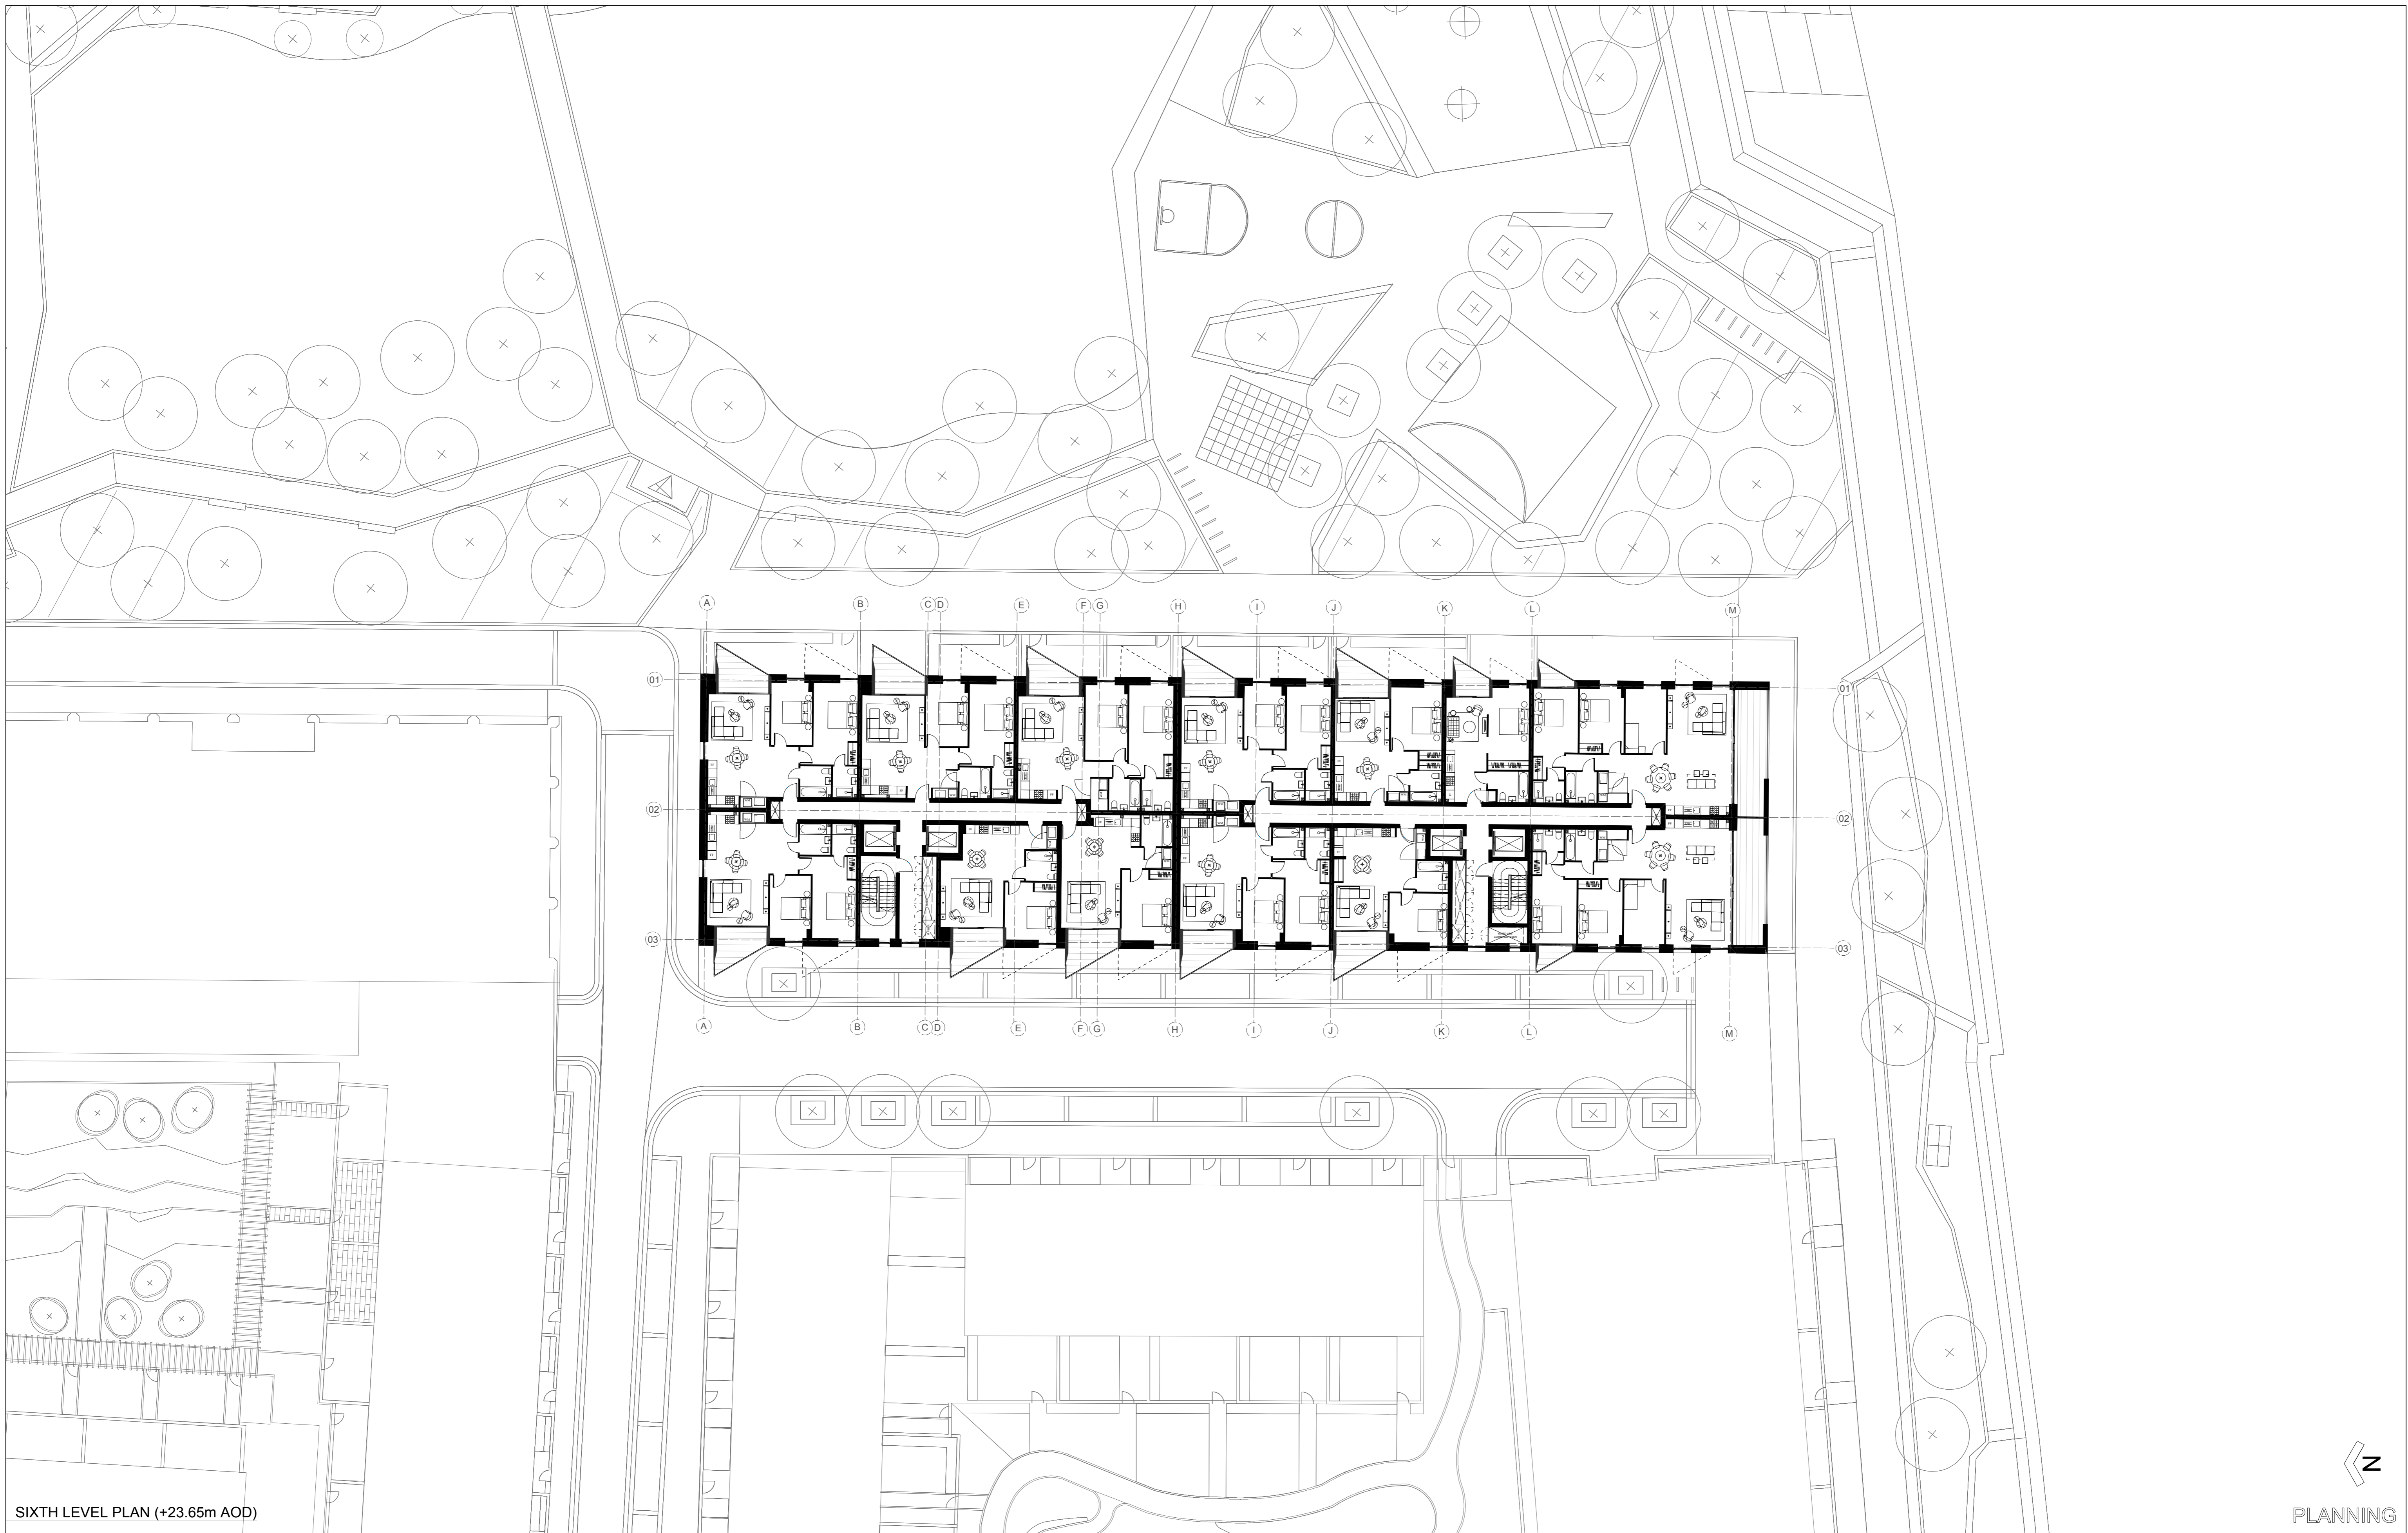 A B C D E F G H I J K L M
01 01
02 02
03 03
A B C D E F G H I J K L M
N
SIXTH LEVEL PLAN (+23.65m AOD)
PLANNING